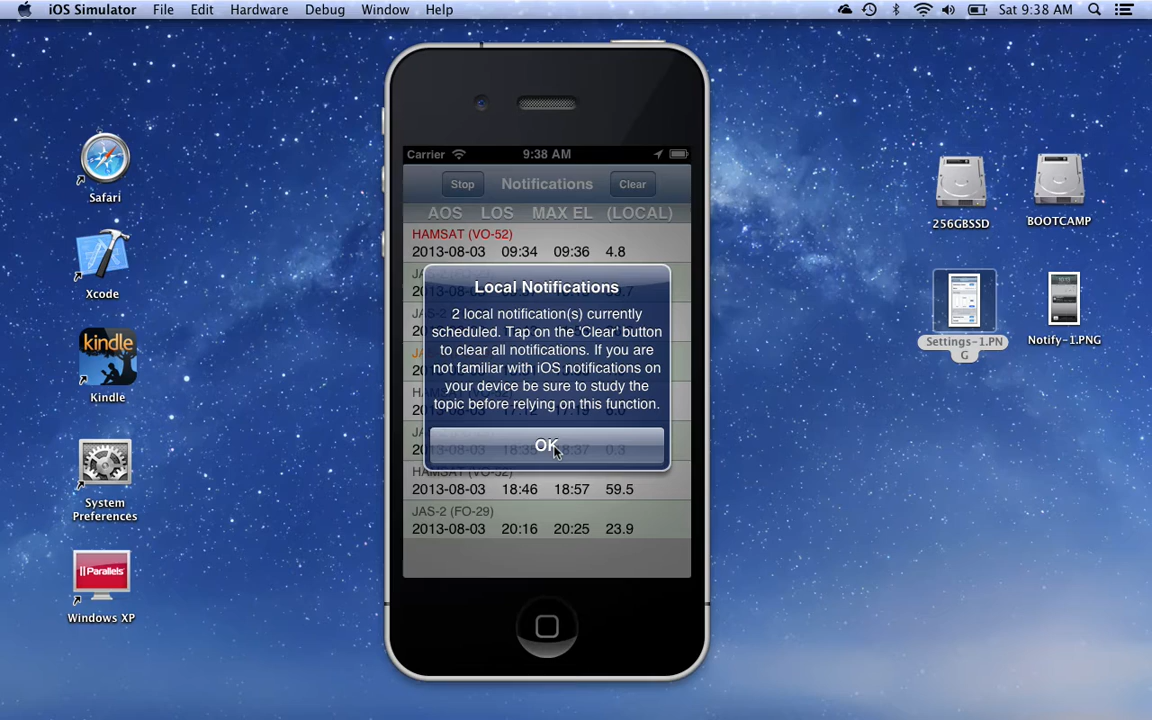 iOS Simulator File Edit Hardware Debug Window Help Sat 9:38 AM
Carrier 9:38 AM
Stop Notifications Clear
AOS LOS MAX EL (LOCAL)
HAMSAT (VO-52)
2013-08-03 09:34 09:36 4.8
Local Notifications
2 local notification(s) currently
scheduled. Tap on the 'Clear' button
to clear all notifications. If you are
not familiar with iOS notifications on
your device be sure to study the
topic before relying on this function.
OK
2013-08-03 18:46 18:57 59.5
JAS-2 (FO-29)
2013-08-03 20:16 20:25 23.9
Safari
Xcode
kindle
Kindle
System
Preferences
Parallels
Windows XP
256GBSSD
BOOTCAMP
Settings-1.PN
G
Notify-1.PNG